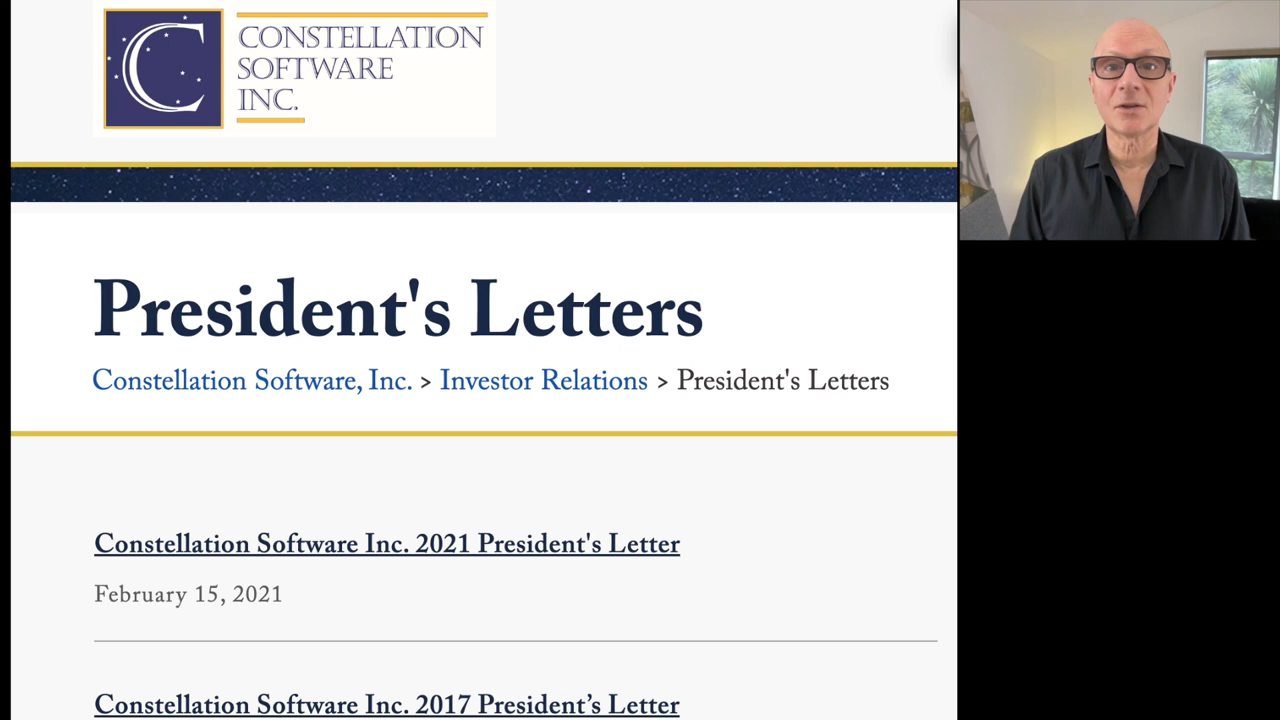 CONSTELLATION
SOFTWARE
INC.
President's Letters
Constellation Software, Inc. > Investor Relations > President's Letters
Constellation Software Inc. 2021 President's Letter
February 15, 2021
Constellation Software Inc. 2017 President’s Letter